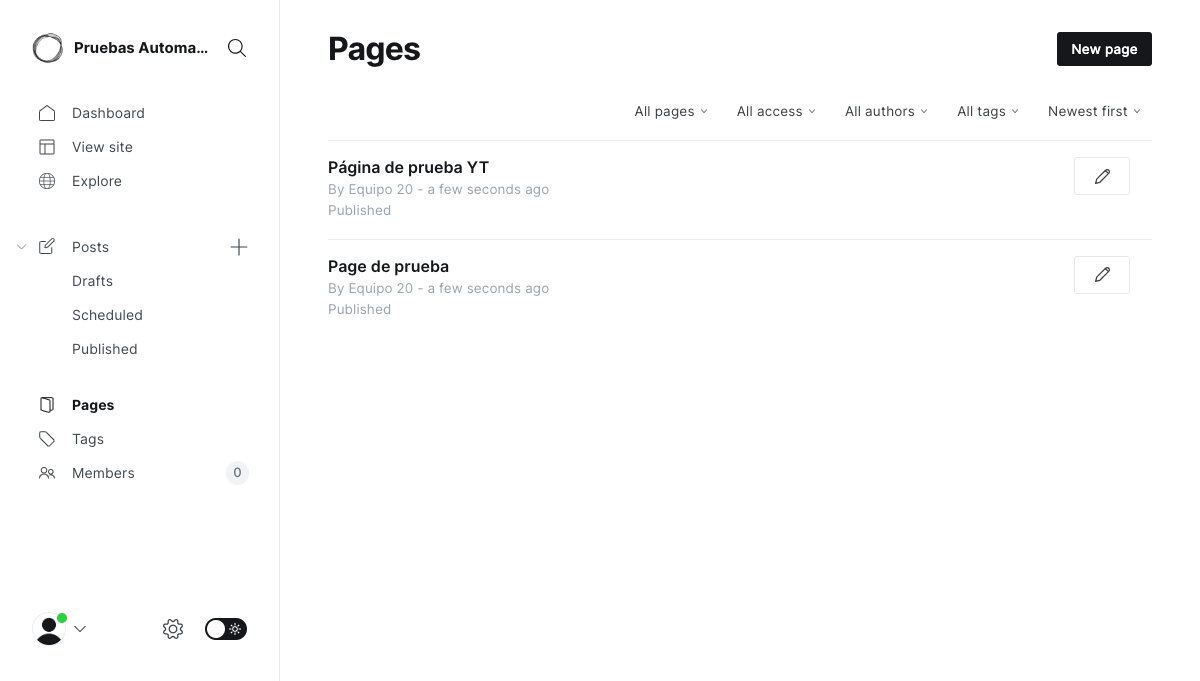 Pruebas Automa...
Dashboard
View site
Explore
Posts
Drafts
Scheduled
Published
Pages
Tags
Members 0
Pages
New page
All pages All access All authors All tags Newest first
Página de prueba YT
By Equipo 20 - a few seconds ago
Published
Page de prueba
By Equipo 20 - a few seconds ago
Published